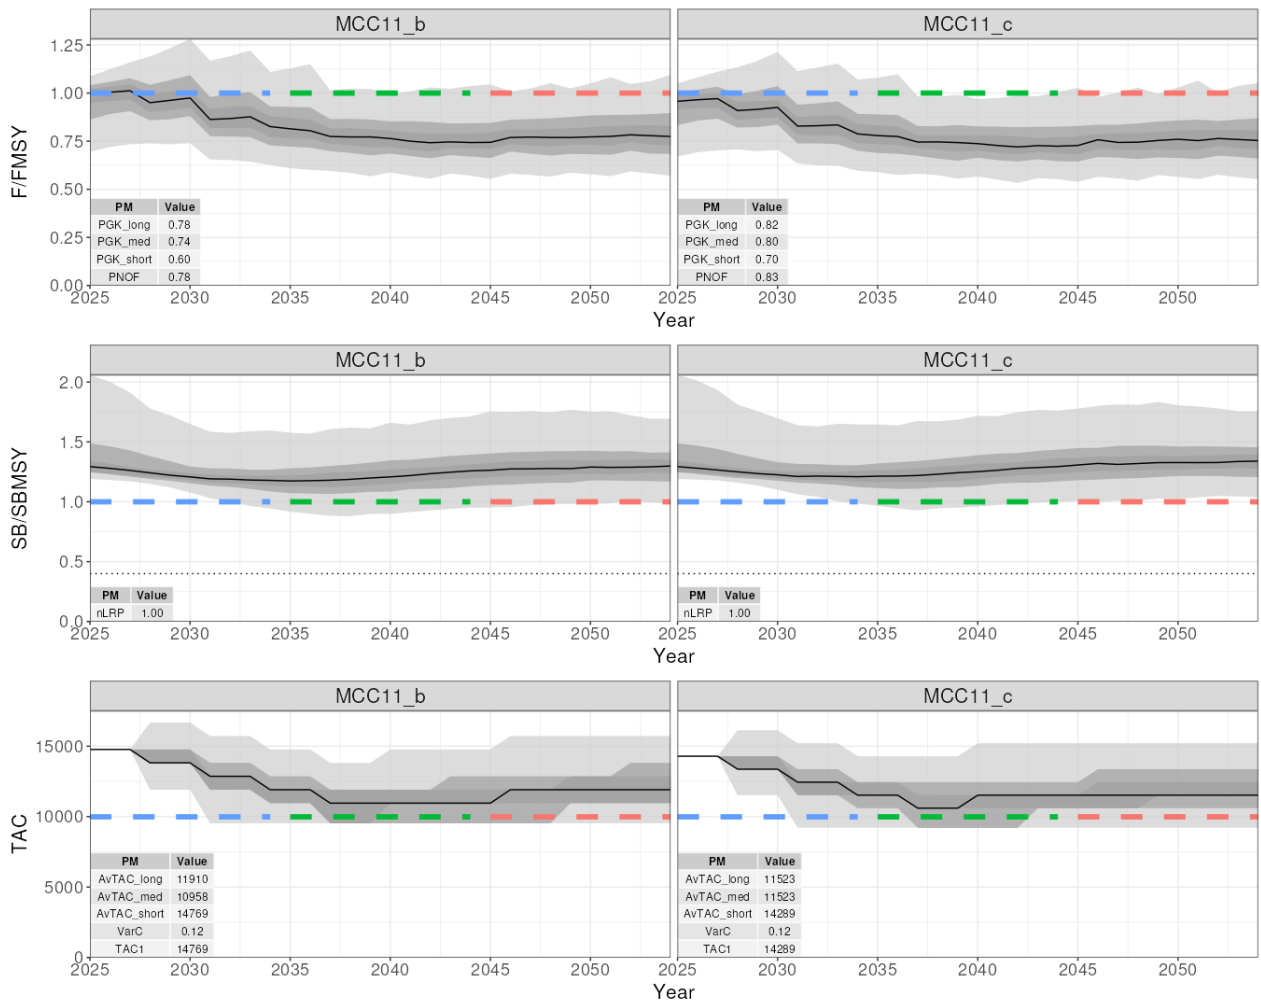 MCC11_b
MCC11_c
F/FMSY
1.25
1.00
0.75
0.50
0.25
0.00
PM Value
PGK_long 0.78
PGK_med 0.74
PGK_short 0.60
PNOF 0.78
PM Value
PGK_long 0.82
PGK_med 0.80
PGK_short 0.70
PNOF 0.83
2025 2030 2035 2040 2045 2050
2025 2030 2035 2040 2045 2050
Year
MCC11_b
MCC11_c
SB/SBMSY
2.0
1.5
1.0
0.5
0.0
PM Value
nLRP 1.00
PM Value
nLRP 1.00
2025 2030 2035 2040 2045 2050
2025 2030 2035 2040 2045 2050
Year
MCC11_b
MCC11_c
TAC
15000
10000
5000
0
PM Value
AvTAC_long 11910
AvTAC_med 10958
AvTAC_short 14769
VarC 0.12
TAC1 14769
PM Value
AvTAC_long 11523
AvTAC_med 11523
AvTAC_short 14289
VarC 0.12
TAC1 14289
2025 2030 2035 2040 2045 2050
2025 2030 2035 2040 2045 2050
Year